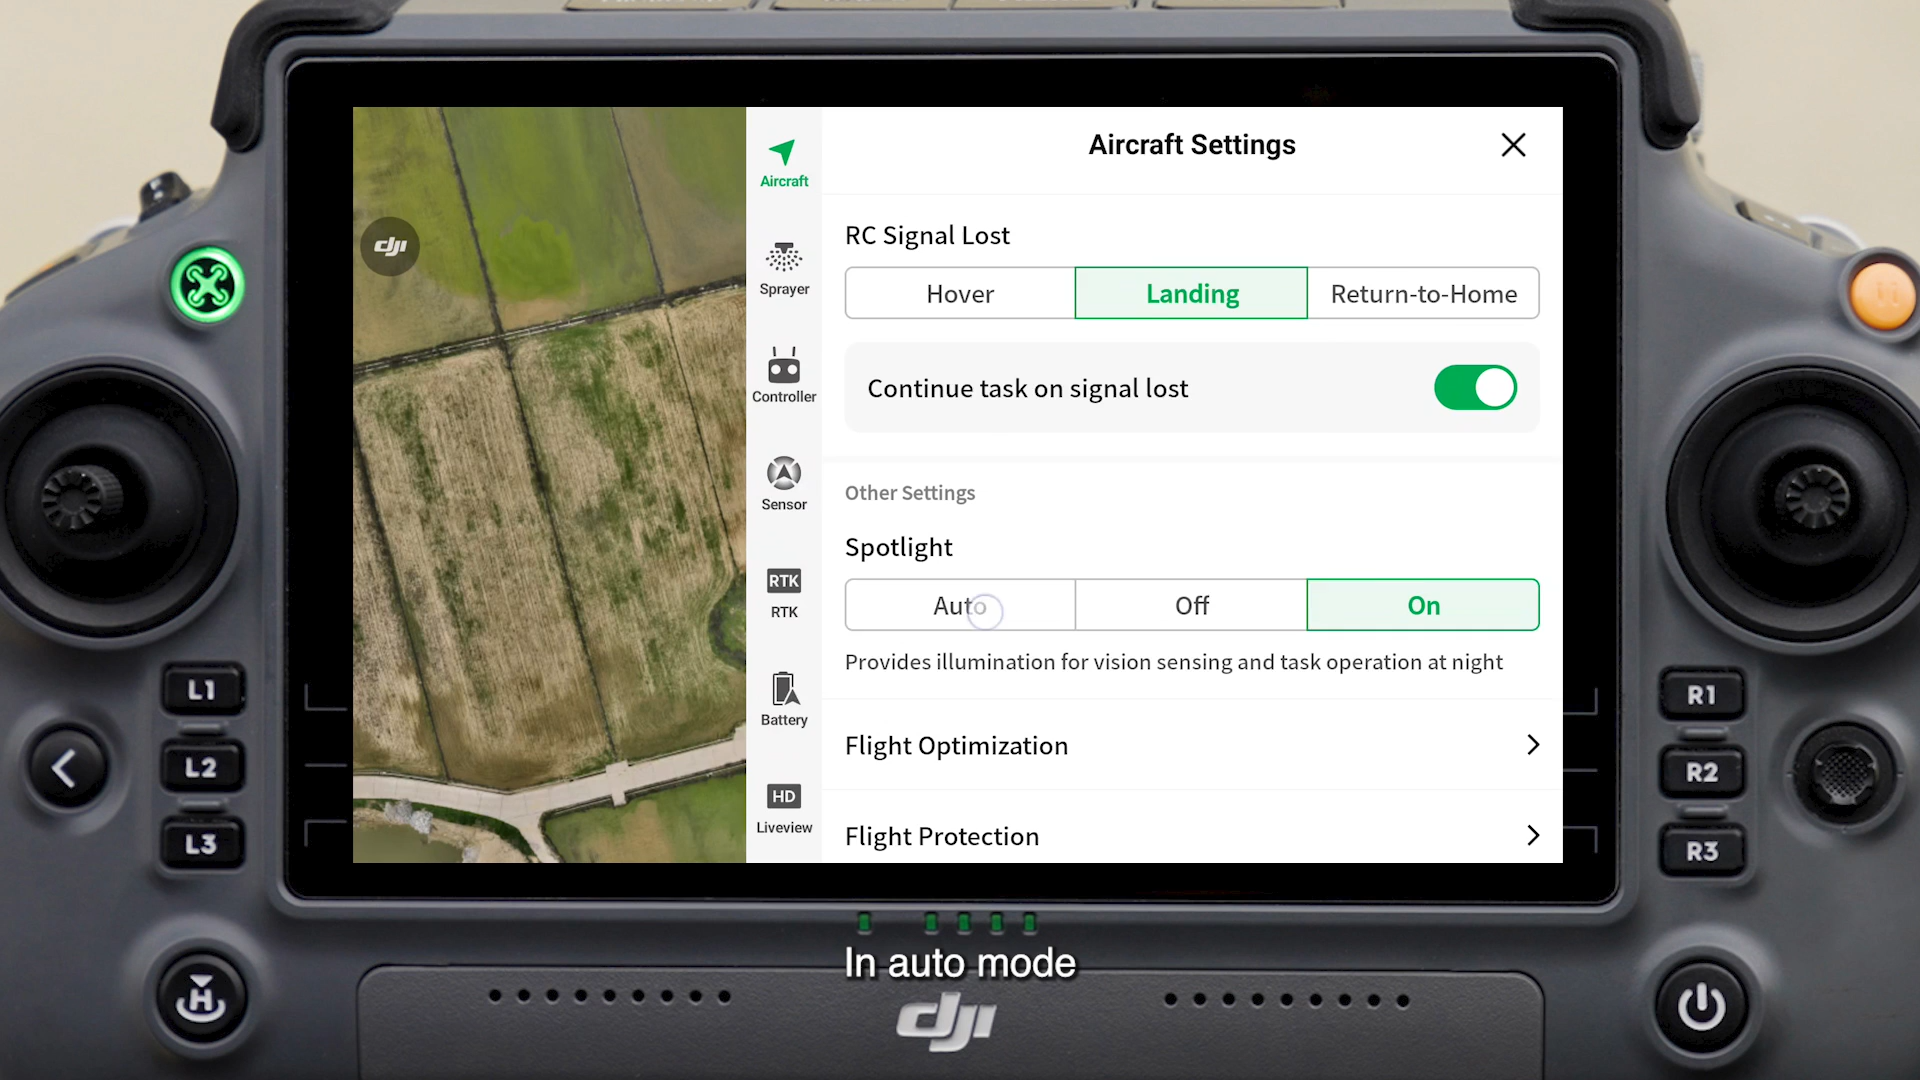 Aircraft Settings
Aircraft
Sprayer
Controller
Sensor
RTK
RTK
Battery
HD
Liveview
RC Signal Lost
Hover
Landing
Return-to-Home
Continue task on signal lost
Other Settings
Spotlight
Auto
Off
On
Provides illumination for vision sensing and task operation at night
Flight Optimization
Flight Protection
dji
L1
L2
L3
R1
R2
R3
H
In auto mode
dji